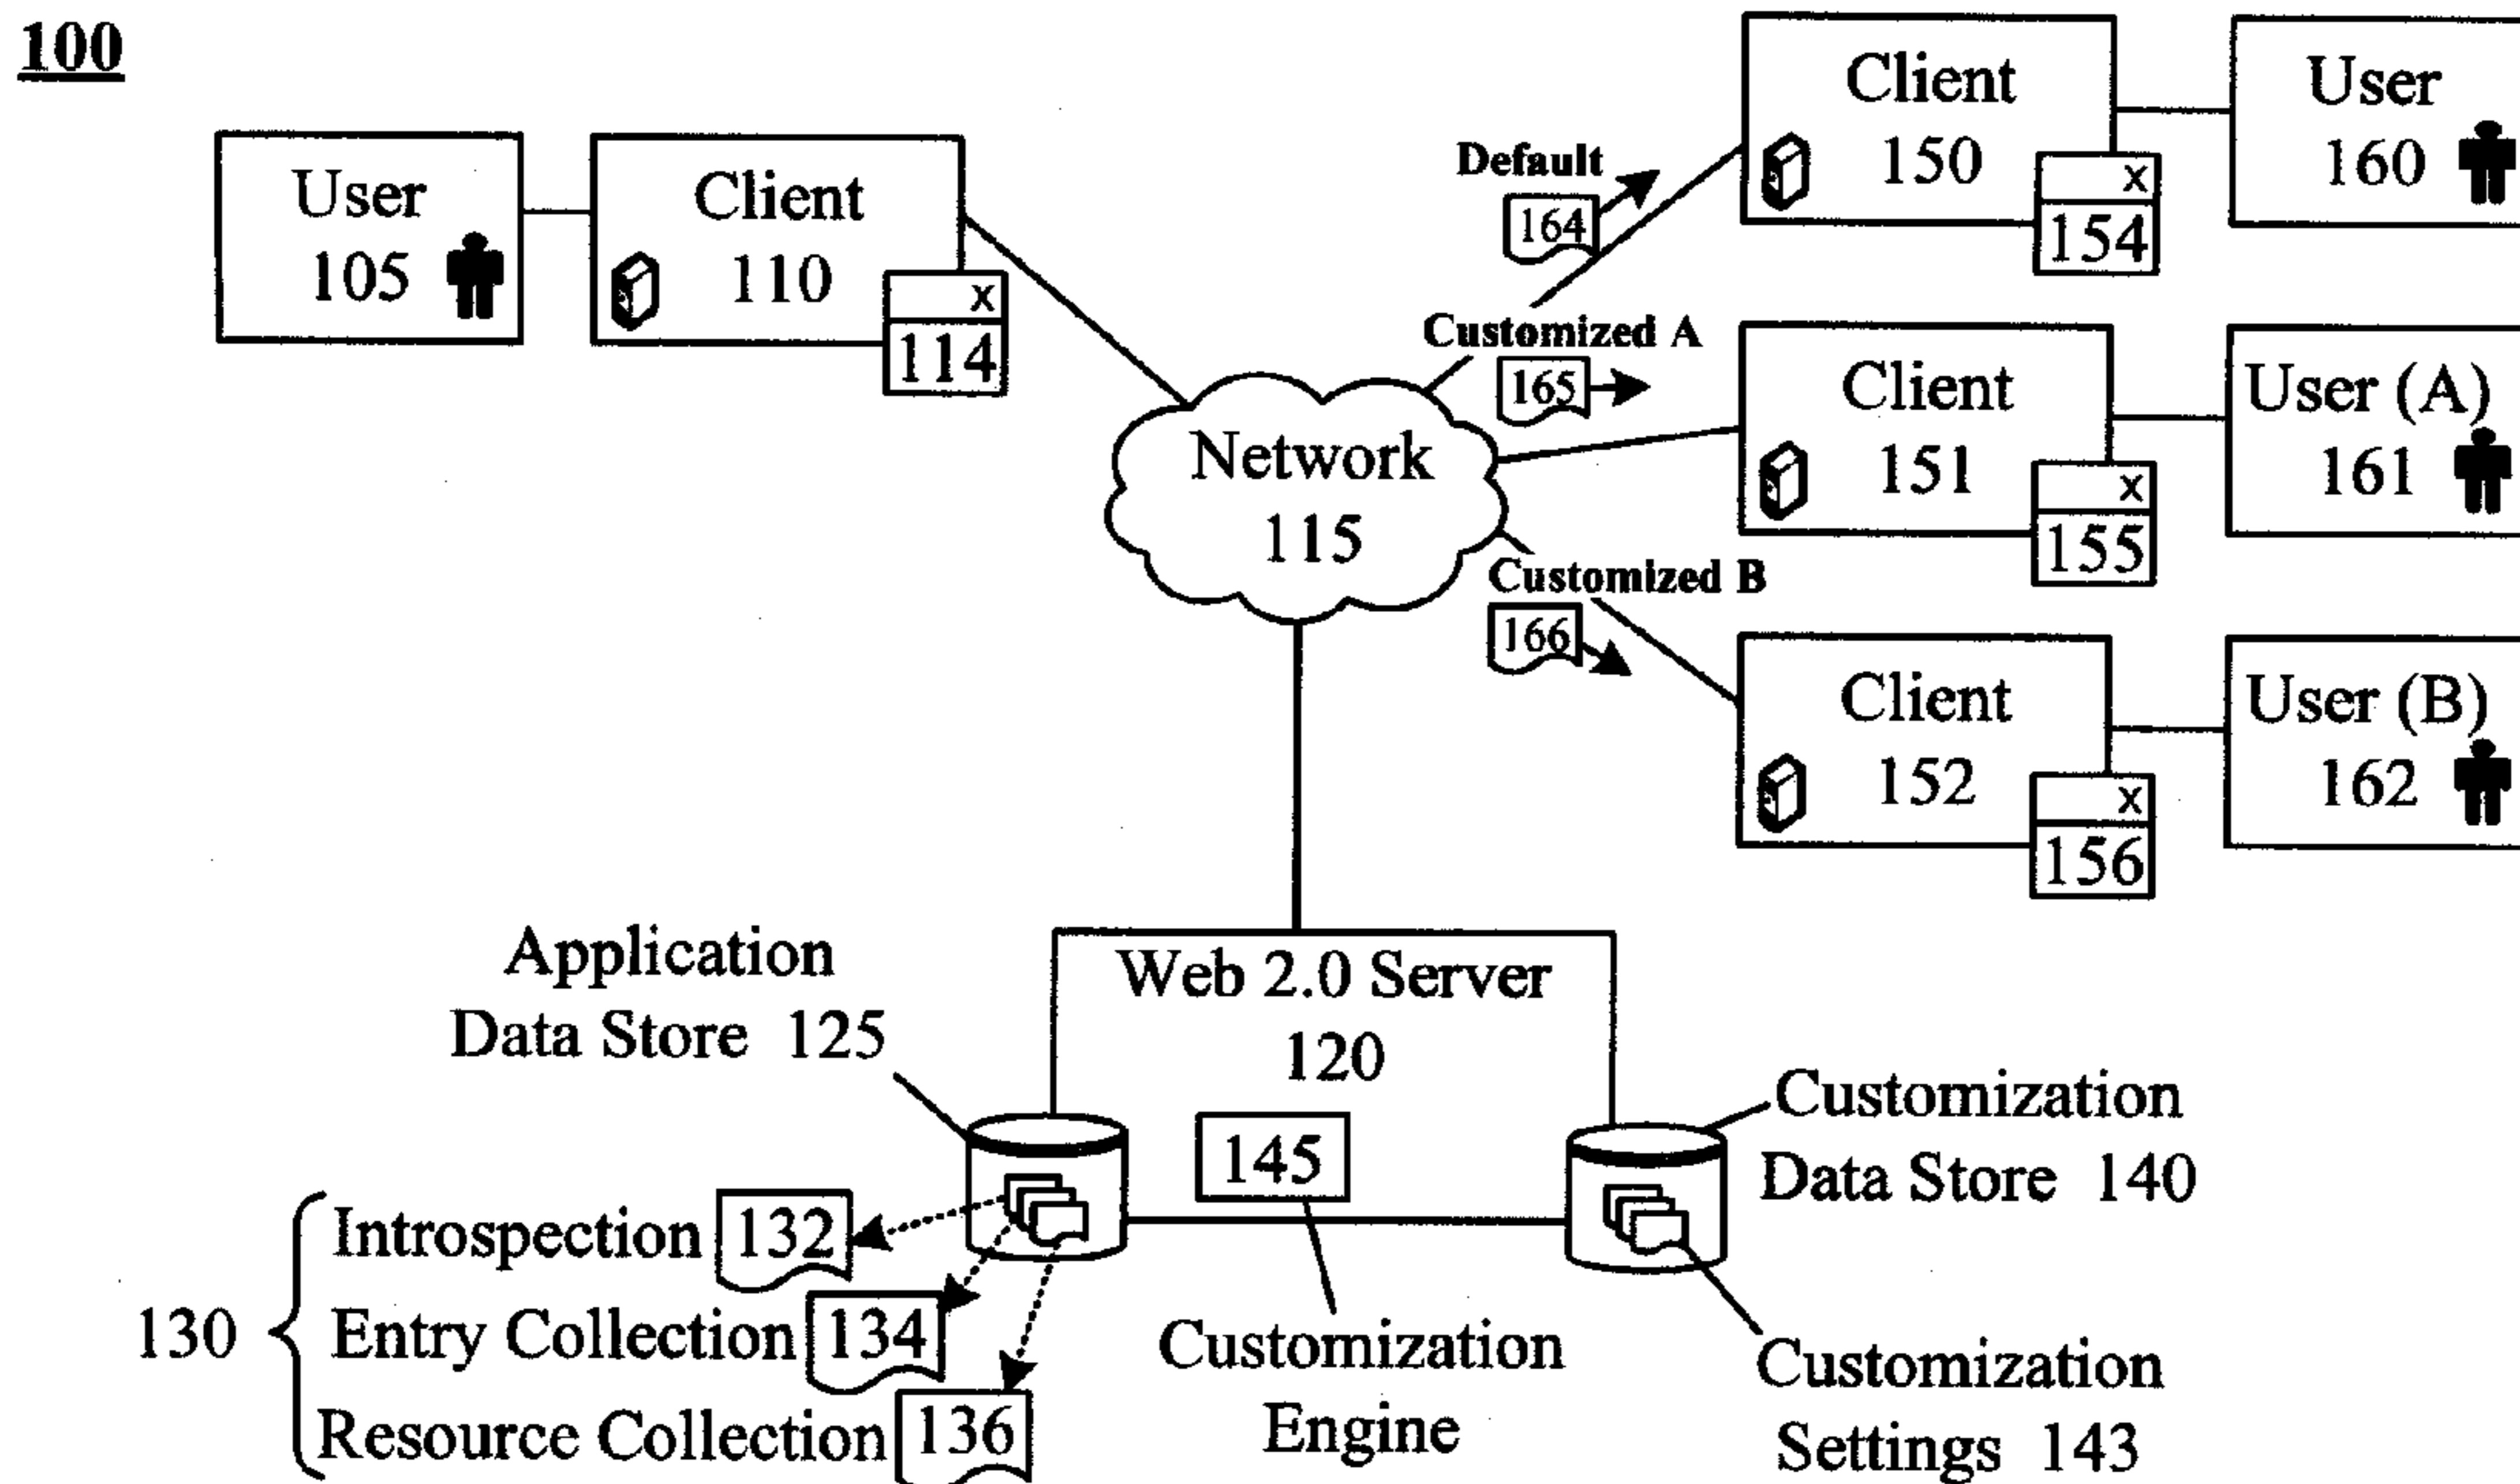 100
User
105
Client
110
X
114
Default
164
Client
150
X
154
User
160
Customized A
165
Client
151
X
155
User (A)
161
Network
115
Customized B
166
Client
152
X
156
User (B)
162
Application
Data Store 125
Web 2.0 Server
120
145
Customization
Data Store 140
130
Introspection 132
Entry Collection 134
Resource Collection 136
Customization
Engine
Customization
Settings 143